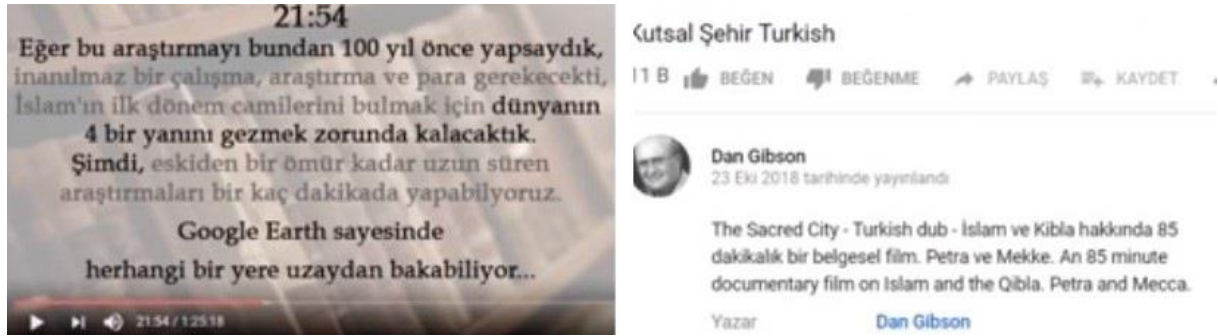 21:54
Eğer bu araştırmayı bundan 100 yıl önce yapsaydık,
inanılmaz bir çalışma, araştırma ve para gerekecekti,
İslam'ın ilk dönem camilerini bulmak için dünyanın
4 bir yanını gezmek zorunda kalacaktık.
Şimdi, eskiden bir ömür kadar uzun süren
araştırmaları bir kaç dakikada yapabilyoruz.
Google Earth sayesinde
herhangi bir yere uzaydan bakabiliyor...
21:54 / 1:25:18
Kutsal Şehir Turkish
11 B BEĞEN BEĞENME PAYLAŞ KAYDET
Dan Gibson
23 Eki 2018 tarihinde yayınlandı
The Sacred City - Turkish dub - İslam ve Kibla hakkında 85
dakikalık bir belgesel film. Petra ve Mekke. An 85 minute
documentary film on Islam and the Qibla. Petra and Mecca.
Yazar Dan Gibson